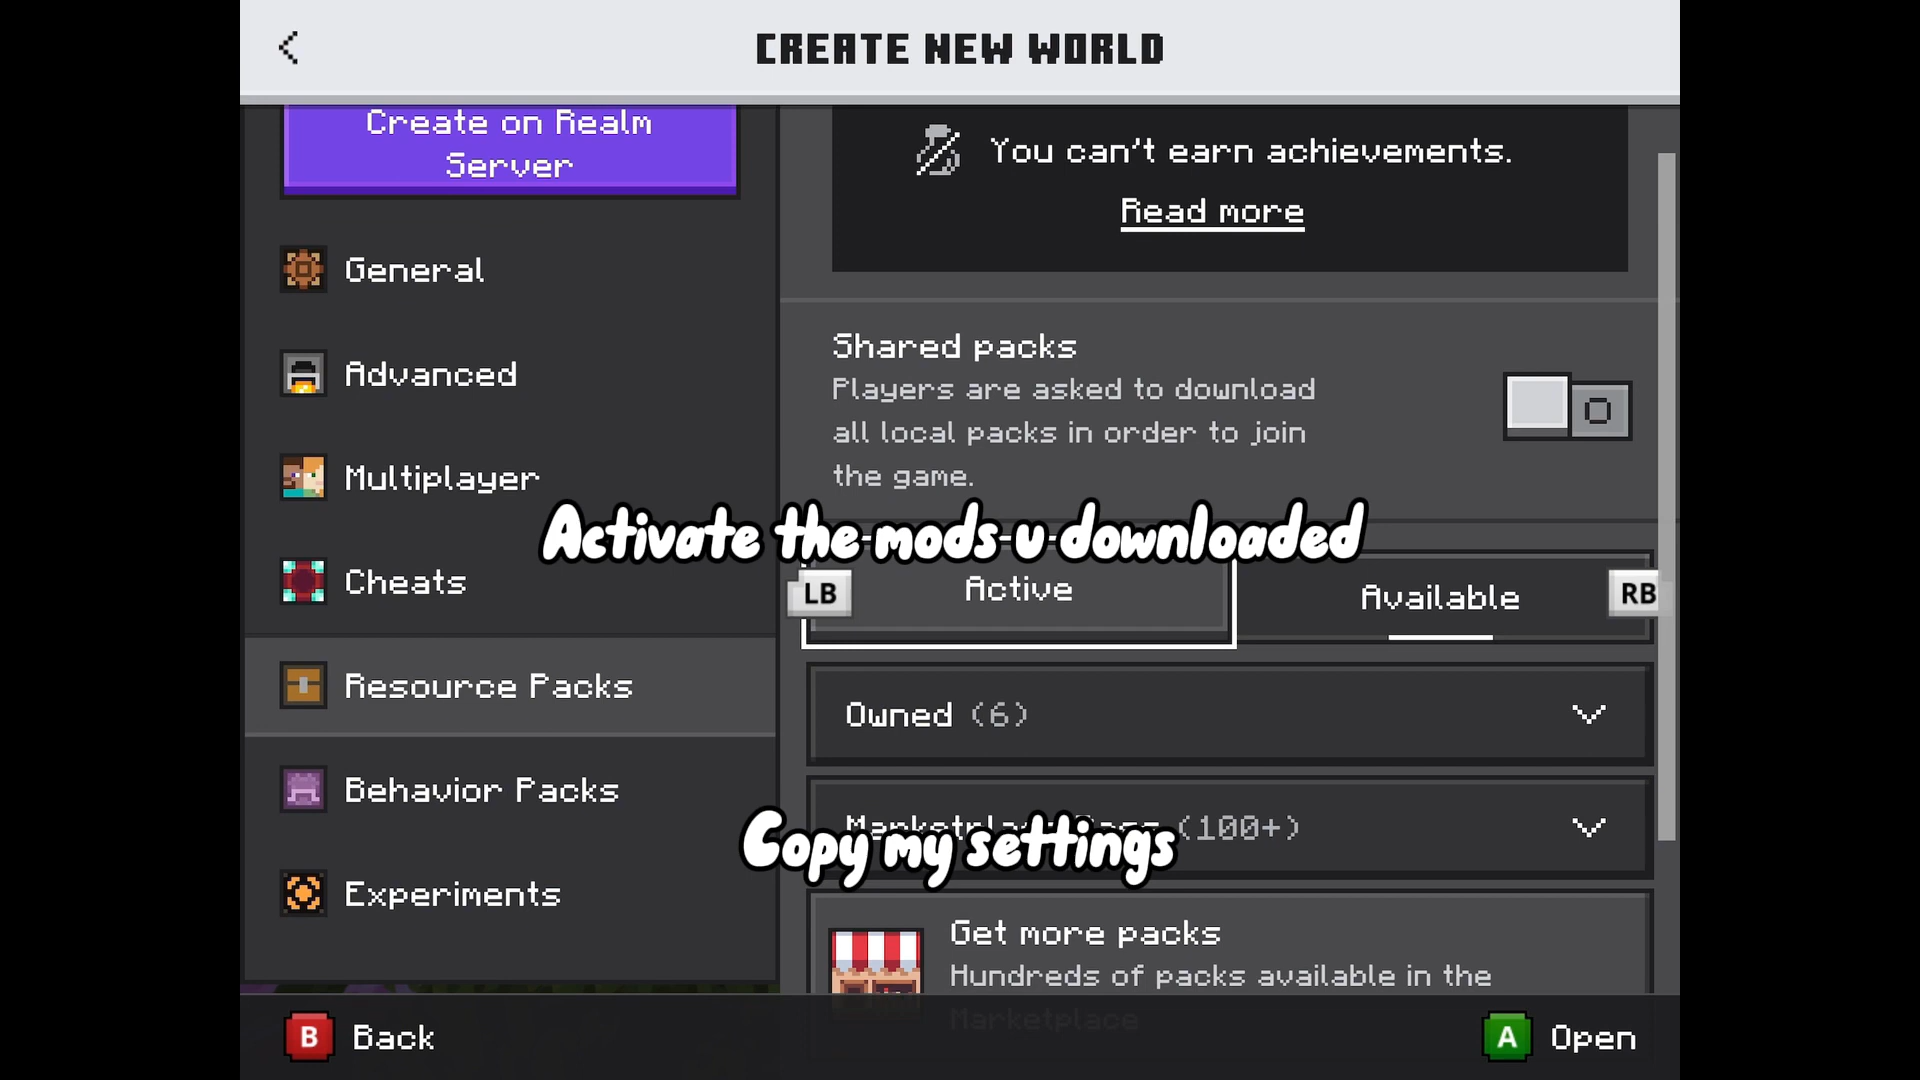 CREATE NEW WORLD
Create on Realm
Server
General
Advanced
Multiplayer
Cheats
Resource Packs
Behavior Packs
Experiments
You can't earn achievements.
Read more
Shared packs
Players are asked to download
all local packs in order to join
the game.
Activate the mods u downloaded
LB
Active
Available
RB
Owned (6)
(100+)
Copy my settings
Get more packs
Hundreds of packs available in the
Marketplace
B Back
A Open